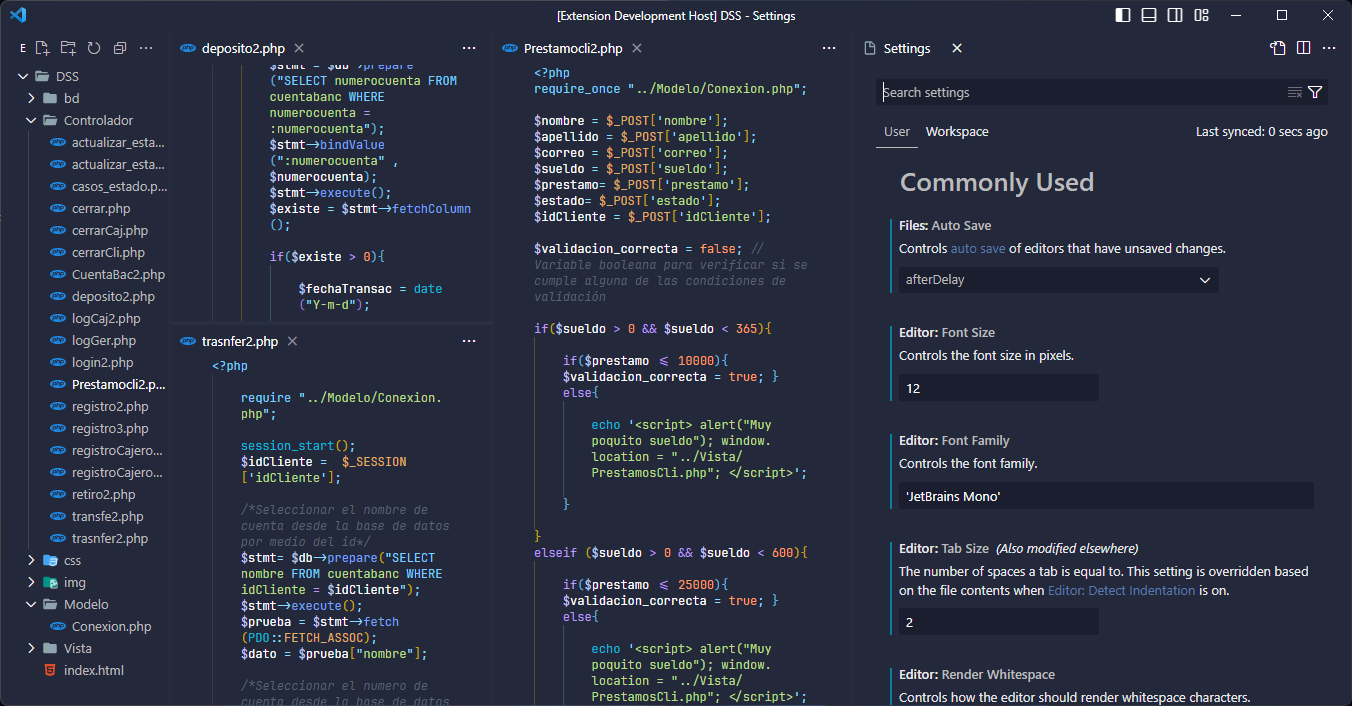 [Extension Development Host] DSS - Settings
E
DSS
bd
Controlador
actualizar_esta...
actualizar_esta...
casos_estado.p...
cerrar.php
cerrarCaj.php
cerrarCli.php
CuentaBac2.php
deposito2.php
logCaj2.php
logGer.php
login2.php
Prestamocli2.p...
registro2.php
registro3.php
registroCajero...
registroCajero...
retiro2.php
transfe2.php
trasnfer2.php
css
img
Modelo
Conexion.php
Vista
index.html
deposito2.php
$stmt = $db->prepare
("SELECT numerocuenta FROM
cuentabanc WHERE
numerocuenta =
:numerocuenta");
$stmt->bindValue
(":numerocuenta" ,
$numerocuenta);
$stmt->execute();
$existe = $stmt->fetchColumn
();
if($existe > 0){
$fechaTransac = date
("Y-m-d");
trasnfer2.php
<?php
require "../Modelo/Conexion.
php";
session_start();
$idCliente =  $_SESSION
['idCliente'];
/*Seleccionar el nombre de
cuenta desde la base de datos
por medio del id*/
$stmt= $db->prepare("SELECT
nombre FROM cuentabanc WHERE
idCliente = $idCliente");
$stmt->execute();
$prueba = $stmt->fetch
(PDO::FETCH_ASSOC);
$dato = $prueba["nombre"];
/*Seleccionar el numero de
cuenta desde la base de datos
Prestamocli2.php
<?php
require_once "../Modelo/Conexion.php";
$nombre = $_POST['nombre'];
$apellido = $_POST['apellido'];
$correo = $_POST['correo'];
$sueldo = $_POST['sueldo'];
$prestamo= $_POST['prestamo'];
$estado= $_POST['estado'];
$idCliente = $_POST['idCliente'];
$validacion_correcta = false; //
Variable booleana para verificar si se
cumple alguna de las condiciones de
validación
if($sueldo > 0 && $sueldo < 365){
if($prestamo <= 10000){
$validacion_correcta = true; }
else{
echo '<script> alert("Muy
poquito sueldo"); window.
location = "../Vista/
PrestamosCli.php"; </script>';
}
}
elseif ($sueldo > 0 && $sueldo < 600){
if($prestamo <= 25000){
$validacion_correcta = true; }
else{
echo '<script> alert("Muy
poquito sueldo"); window.
location = "../Vista/
PrestamosCli.php"; </script>';
Settings
Search settings
User Workspace
Last synced: 0 secs ago
Commonly Used
Files: Auto Save
Controls auto save of editors that have unsaved changes.
afterDelay
Editor: Font Size
Controls the font size in pixels.
12
Editor: Font Family
Controls the font family.
'JetBrains Mono'
Editor: Tab Size (Also modified elsewhere)
The number of spaces a tab is equal to. This setting is overridden based
on the file contents when Editor: Detect Indentation is on.
2
Editor: Render Whitespace
Controls how the editor should render whitespace characters.